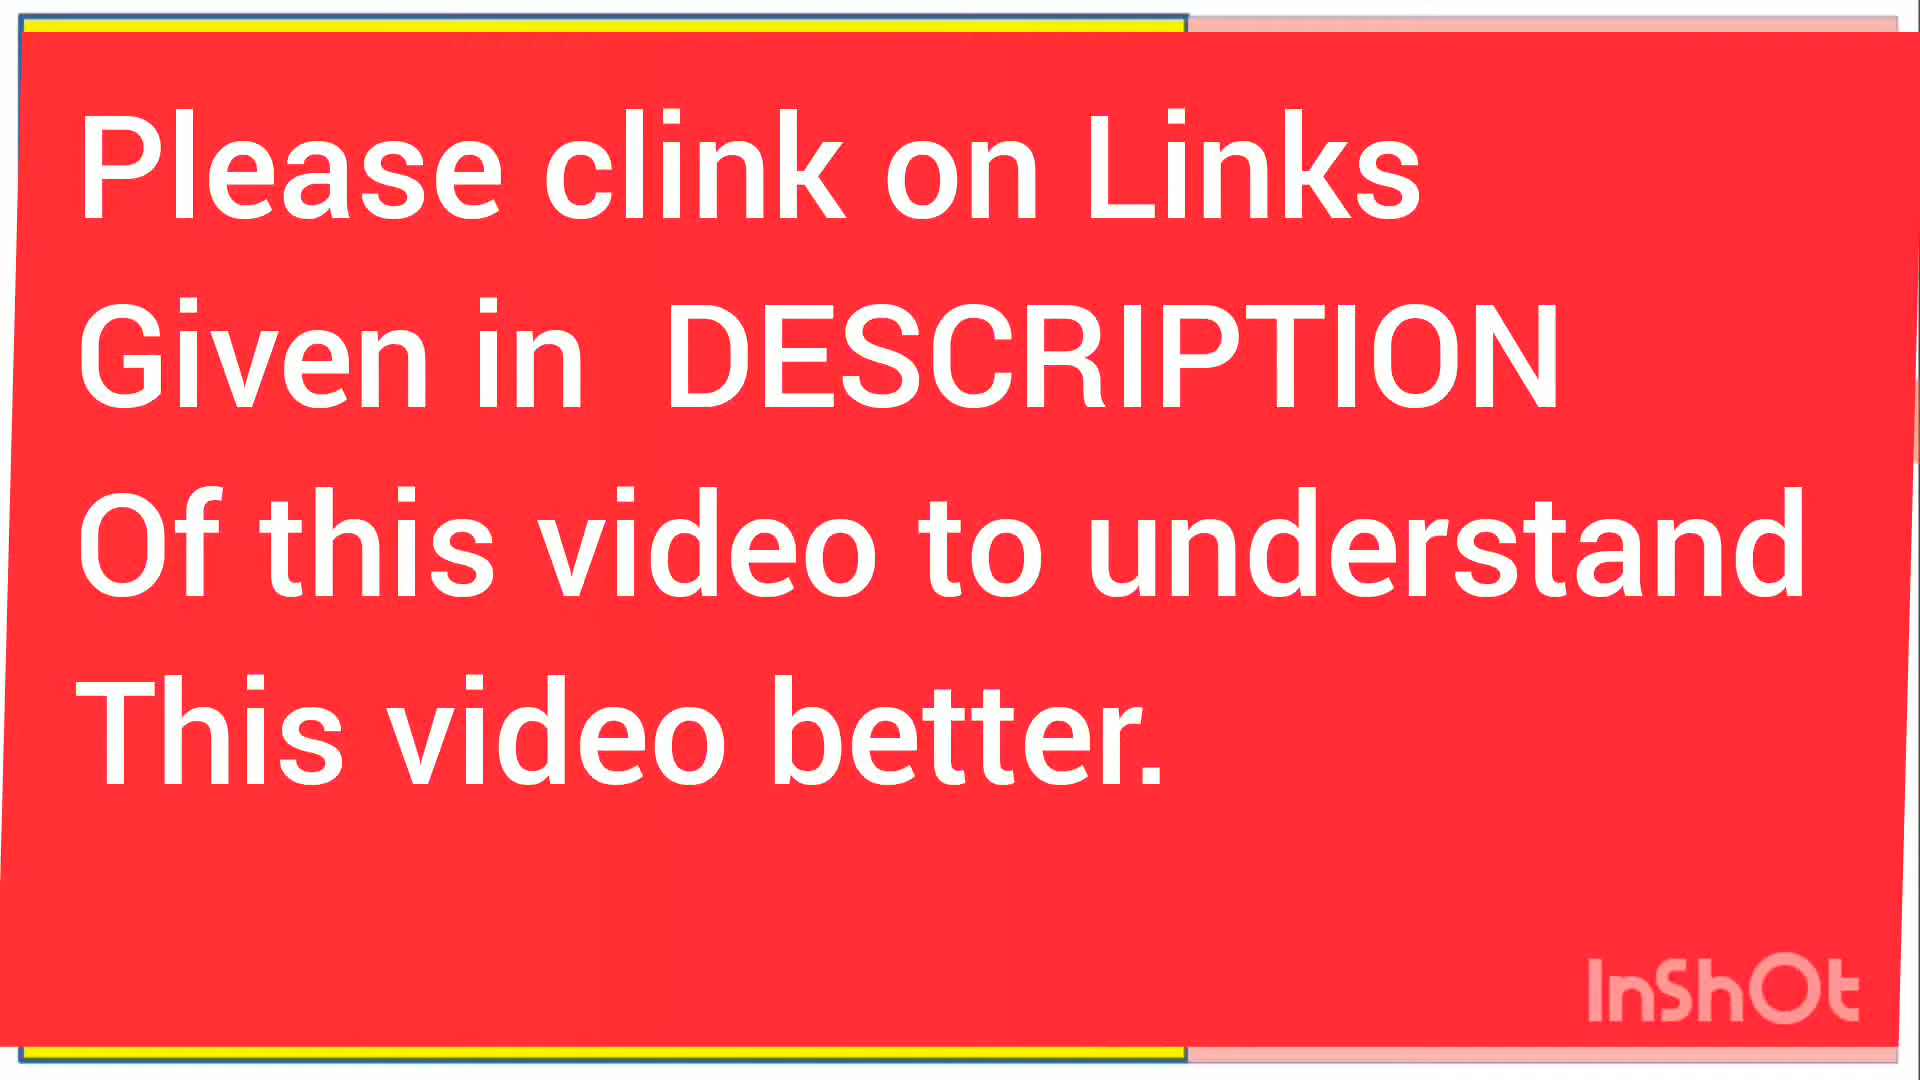 Please clink on Links
Given in DESCRIPTION
Of this video to understand
This video better.
InShOt